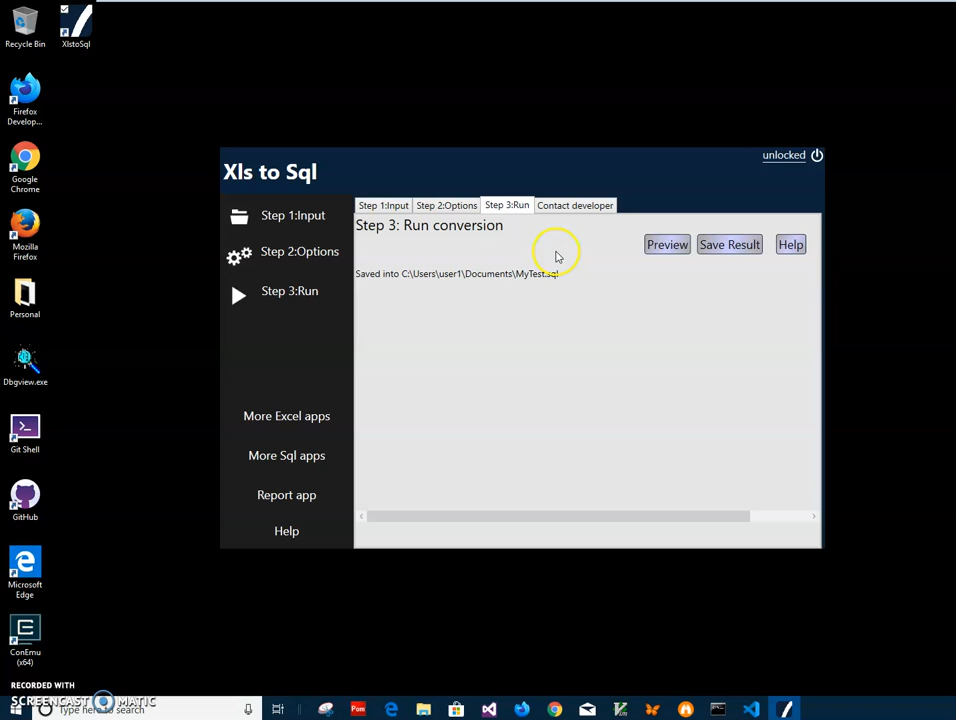 Recycle Bin
XlstoSql
Firefox
Develop...
Google
Chrome
Mozilla
Firefox
Personal
Dbgview.exe
Git Shell
GitHub
Microsoft
Edge
ConEmu
(x64)
Xls to Sql
unlocked
Step 1:Input
Step 2:Options
Step 3:Run
More Excel apps
More Sql apps
Report app
Help
Step 1:Input Step 2:Options Step 3:Run Contact developer
Step 3: Run conversion
Preview Save Result Help
Saved into C:\Users\user1\Documents\MyTest.sql
RECORDED WITH
SCREENCAST MATIC
Type here to search
Pom